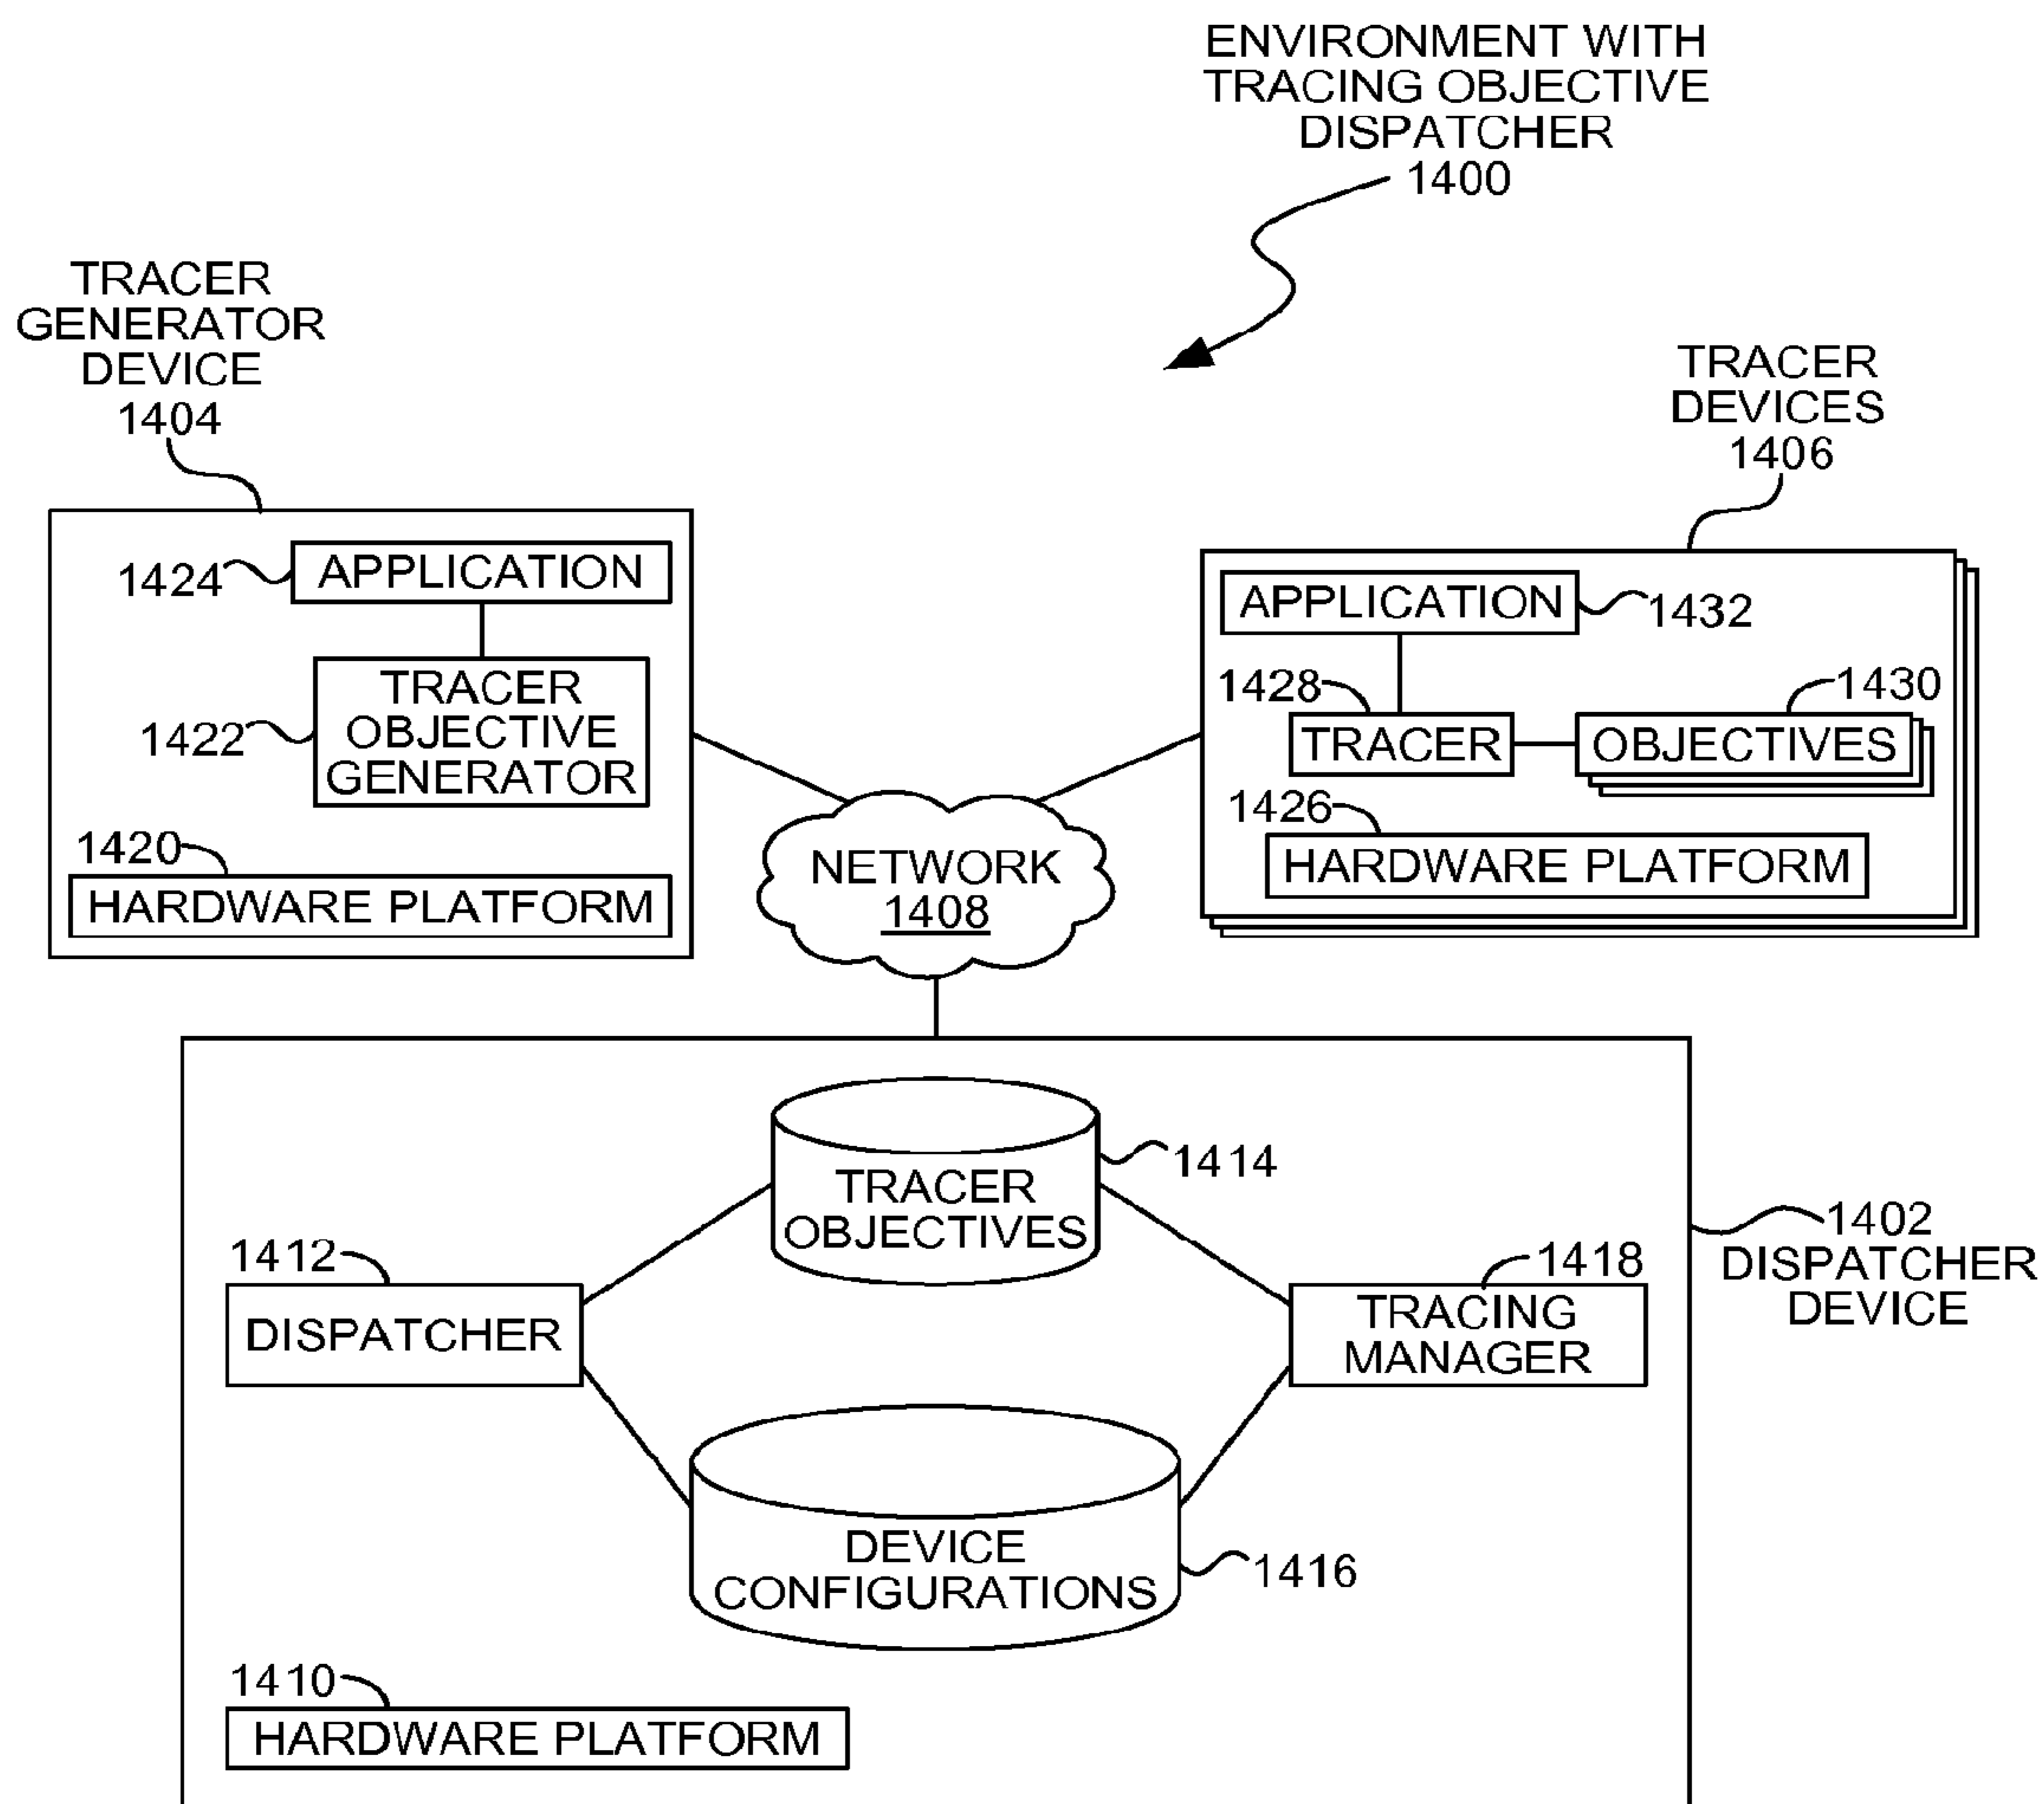 ENVIRONMENT WITH
TRACING OBJECTIVE
DISPATCHER
1400
TRACER
GENERATOR
DEVICE
1404
TRACER
DEVICES
1406
1424
APPLICATION
1422
TRACER
OBJECTIVE
GENERATOR
1420
HARDWARE PLATFORM
APPLICATION
1432
1428
TRACER
1430
OBJECTIVES
1426
HARDWARE PLATFORM
NETWORK
1408
TRACER
OBJECTIVES
1414
1412
DISPATCHER
1418
TRACING
MANAGER
1402
DISPATCHER
DEVICE
DEVICE
CONFIGURATIONS
1416
1410
HARDWARE PLATFORM